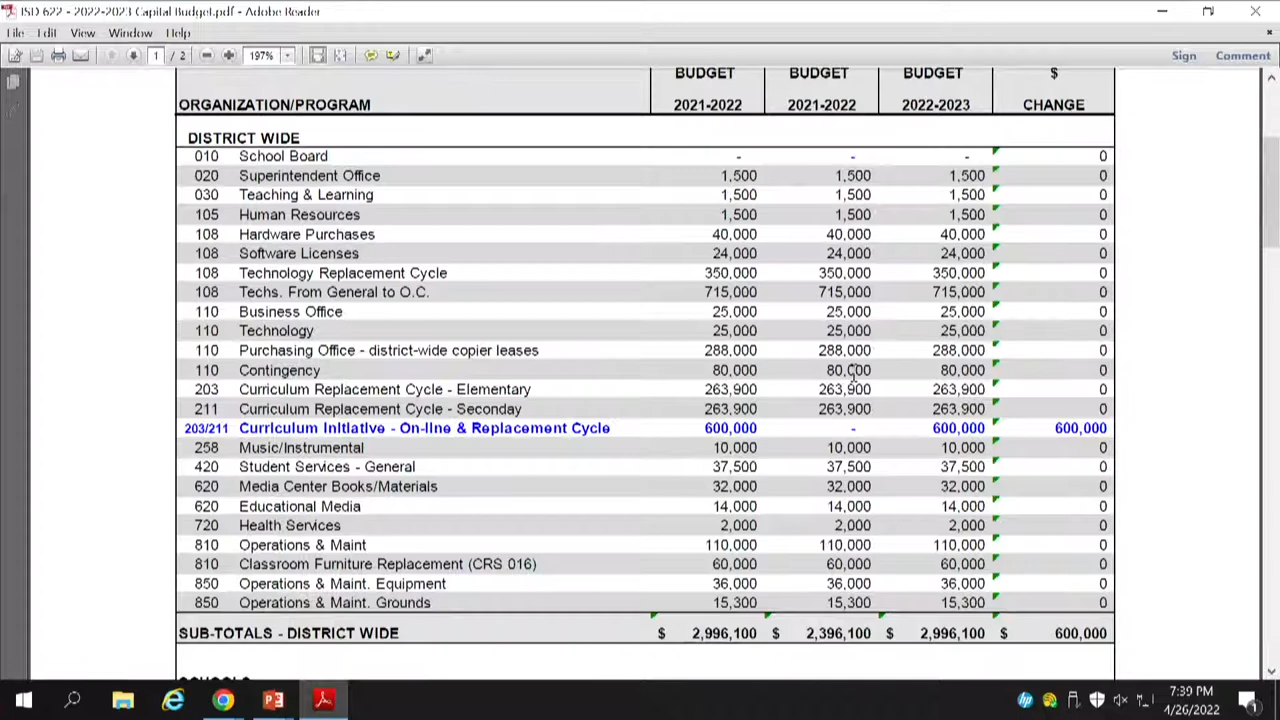 ISD 622 - 2022-2023 Capital Budget.pdf - Adobe Reader
File Edit View Window Help
1 / 2 197% Sign Comment
BUDGET BUDGET BUDGET $
ORGANIZATION/PROGRAM 2021-2022 2021-2022 2022-2023 CHANGE
DISTRICT WIDE
010 School Board - - - 0
020 Superintendent Office 1,500 1,500 1,500 0
030 Teaching & Learning 1,500 1,500 1,500 0
105 Human Resources 1,500 1,500 1,500 0
108 Hardware Purchases 40,000 40,000 40,000 0
108 Software Licenses 24,000 24,000 24,000 0
108 Technology Replacement Cycle 350,000 350,000 350,000 0
108 Techs. From General to O.C. 715,000 715,000 715,000 0
110 Business Office 25,000 25,000 25,000 0
110 Technology 25,000 25,000 25,000 0
110 Purchasing Office - district-wide copier leases 288,000 288,000 288,000 0
110 Contingency 80,000 80,000 80,000 0
203 Curriculum Replacement Cycle - Elementary 263,900 263,900 263,900 0
211 Curriculum Replacement Cycle - Seconday 263,900 263,900 263,900 0
203/211 Curriculum Initiative - On-line & Replacement Cycle 600,000 - 600,000 600,000
258 Music/Instrumental 10,000 10,000 10,000 0
420 Student Services - General 37,500 37,500 37,500 0
620 Media Center Books/Materials 32,000 32,000 32,000 0
620 Educational Media 14,000 14,000 14,000 0
720 Health Services 2,000 2,000 2,000 0
810 Operations & Maint 110,000 110,000 110,000 0
810 Classroom Furniture Replacement (CRS 016) 60,000 60,000 60,000 0
850 Operations & Maint. Equipment 36,000 36,000 36,000 0
850 Operations & Maint. Grounds 15,300 15,300 15,300 0
SUB-TOTALS - DISTRICT WIDE $ 2,996,100 $ 2,396,100 $ 2,996,100 $ 600,000
7:39 PM
4/26/2022